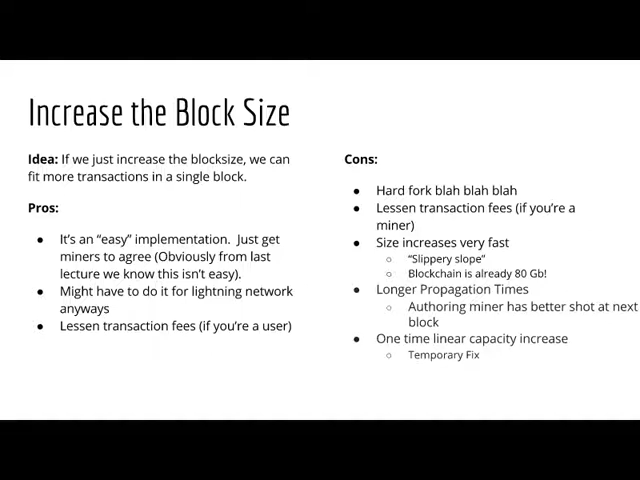 Increase the Block Size
Idea: If we just increase the blocksize, we can
fit more transactions in a single block.
Pros:
● It’s an “easy” implementation.  Just get
miners to agree (Obviously from last
lecture we know this isn’t easy).
● Might have to do it for lightning network
anyways
● Lessen transaction fees (if you’re a user)
Cons:
● Hard fork blah blah blah
● Lessen transaction fees (if you’re a
miner)
● Size increases very fast
○ “Slippery slope”
○ Blockchain is already 80 Gb!
● Longer Propagation Times
○ Authoring miner has better shot at next
block
● One time linear capacity increase
○ Temporary Fix